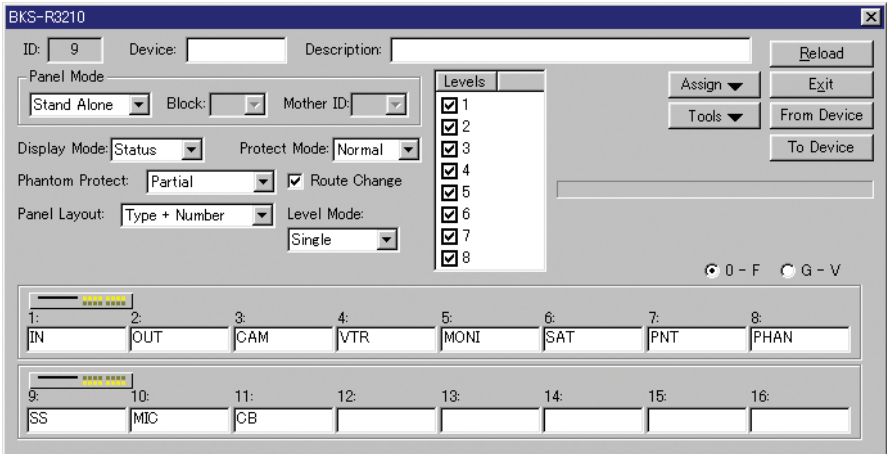 BKS-R3210
ID: 9 Device: Description: Reload
Panel Mode
Stand Alone Block: Mother ID:
Levels
Assign Exit
1
Tools From Device
2
Display Mode: Status Protect Mode: Normal
3
To Device
4
Phantom Protect: Partial Route Change
5
Panel Layout: Type + Number Level Mode:
6
Single
7
8
0 - F G - V
1: 2: 3: 4: 5: 6: 7: 8:
IN OUT CAM VTR MONI SAT PNT PHAN
9: 10: 11: 12: 13: 14: 15: 16:
SS MIC CB